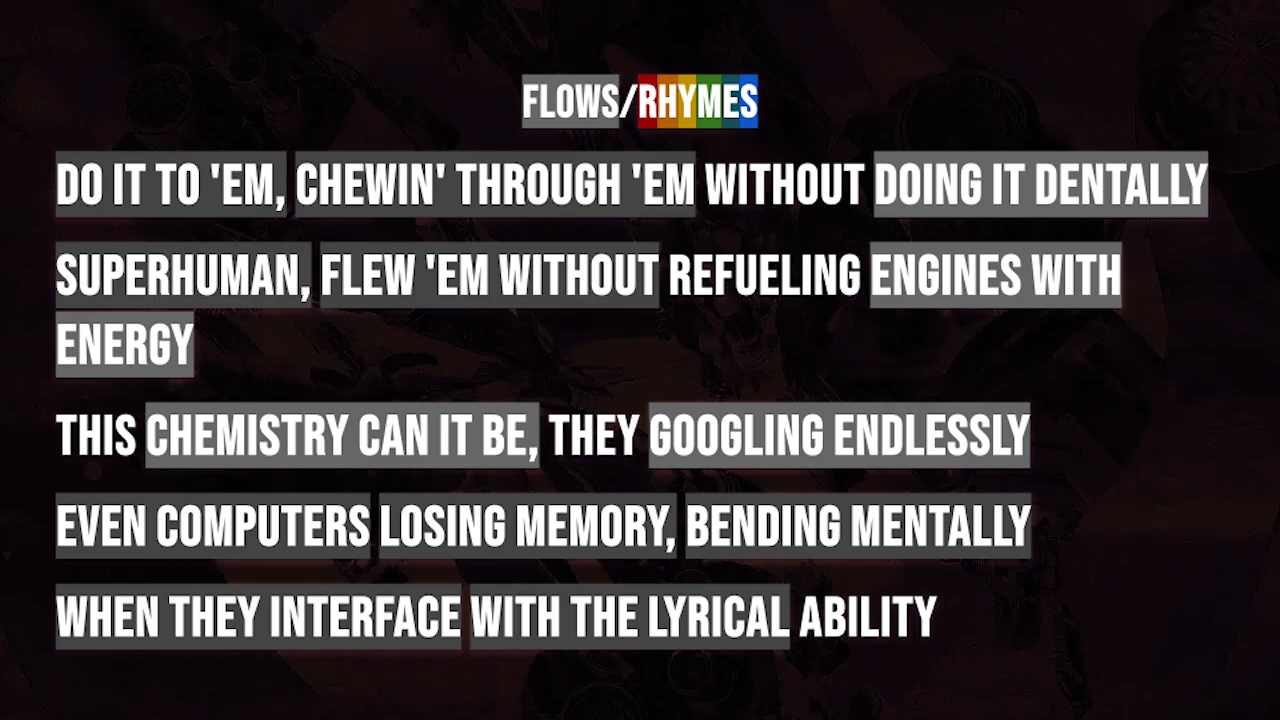 FLOWS/RHYMES
DO IT TO 'EM, CHEWIN' THROUGH 'EM WITHOUT DOING IT DENTALLY
SUPERHUMAN, FLEW 'EM WITHOUT REFUELING ENGINES WITH
ENERGY
THIS CHEMISTRY CAN IT BE, THEY GOOGLING ENDLESSLY
EVEN COMPUTERS LOSING MEMORY, BENDING MENTALLY
WHEN THEY INTERFACE WITH THE LYRICAL ABILITY